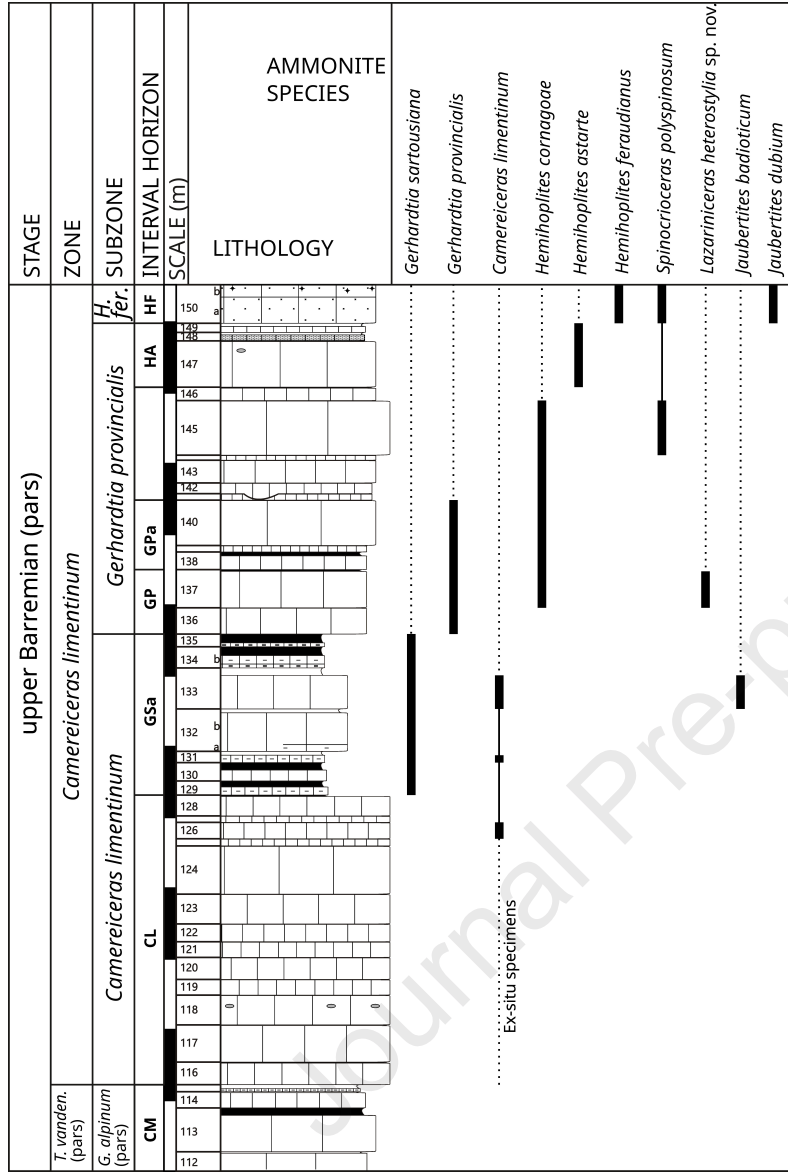 STAGE
ZONE
SUBZONE
INTERVAL HORIZON
SCALE (m)
LITHOLOGY
AMMONITE
SPECIES
Gerhardtia sartousiana
Gerhardtia provincialis
Camereiceras limentinum
Hemihoplites cornagoae
Hemihoplites astarte
Hemihoplites feraudianus
Spinocrioceras polyspinosum
Lazariniceras heterostylia sp. nov.
Jaubertites badioticum
Jaubertites dubium
upper Barremian (pars)
Camereiceras limentinum
T. vanden.
(pars)
H.
fer.
Gerhardtia provincialis
Camereiceras limentinum
G. alpinum
(pars)
HF
HA
GPa
GP
GSa
CL
CM
b
150
a
149
148
147
146
145
143
142
140
138
137
136
135
134 b
133
132 b
a
131
130
129
128
126
124
123
122
121
120
119
118
117
116
114
113
112
Ex-situ specimens
Journal Pre-p